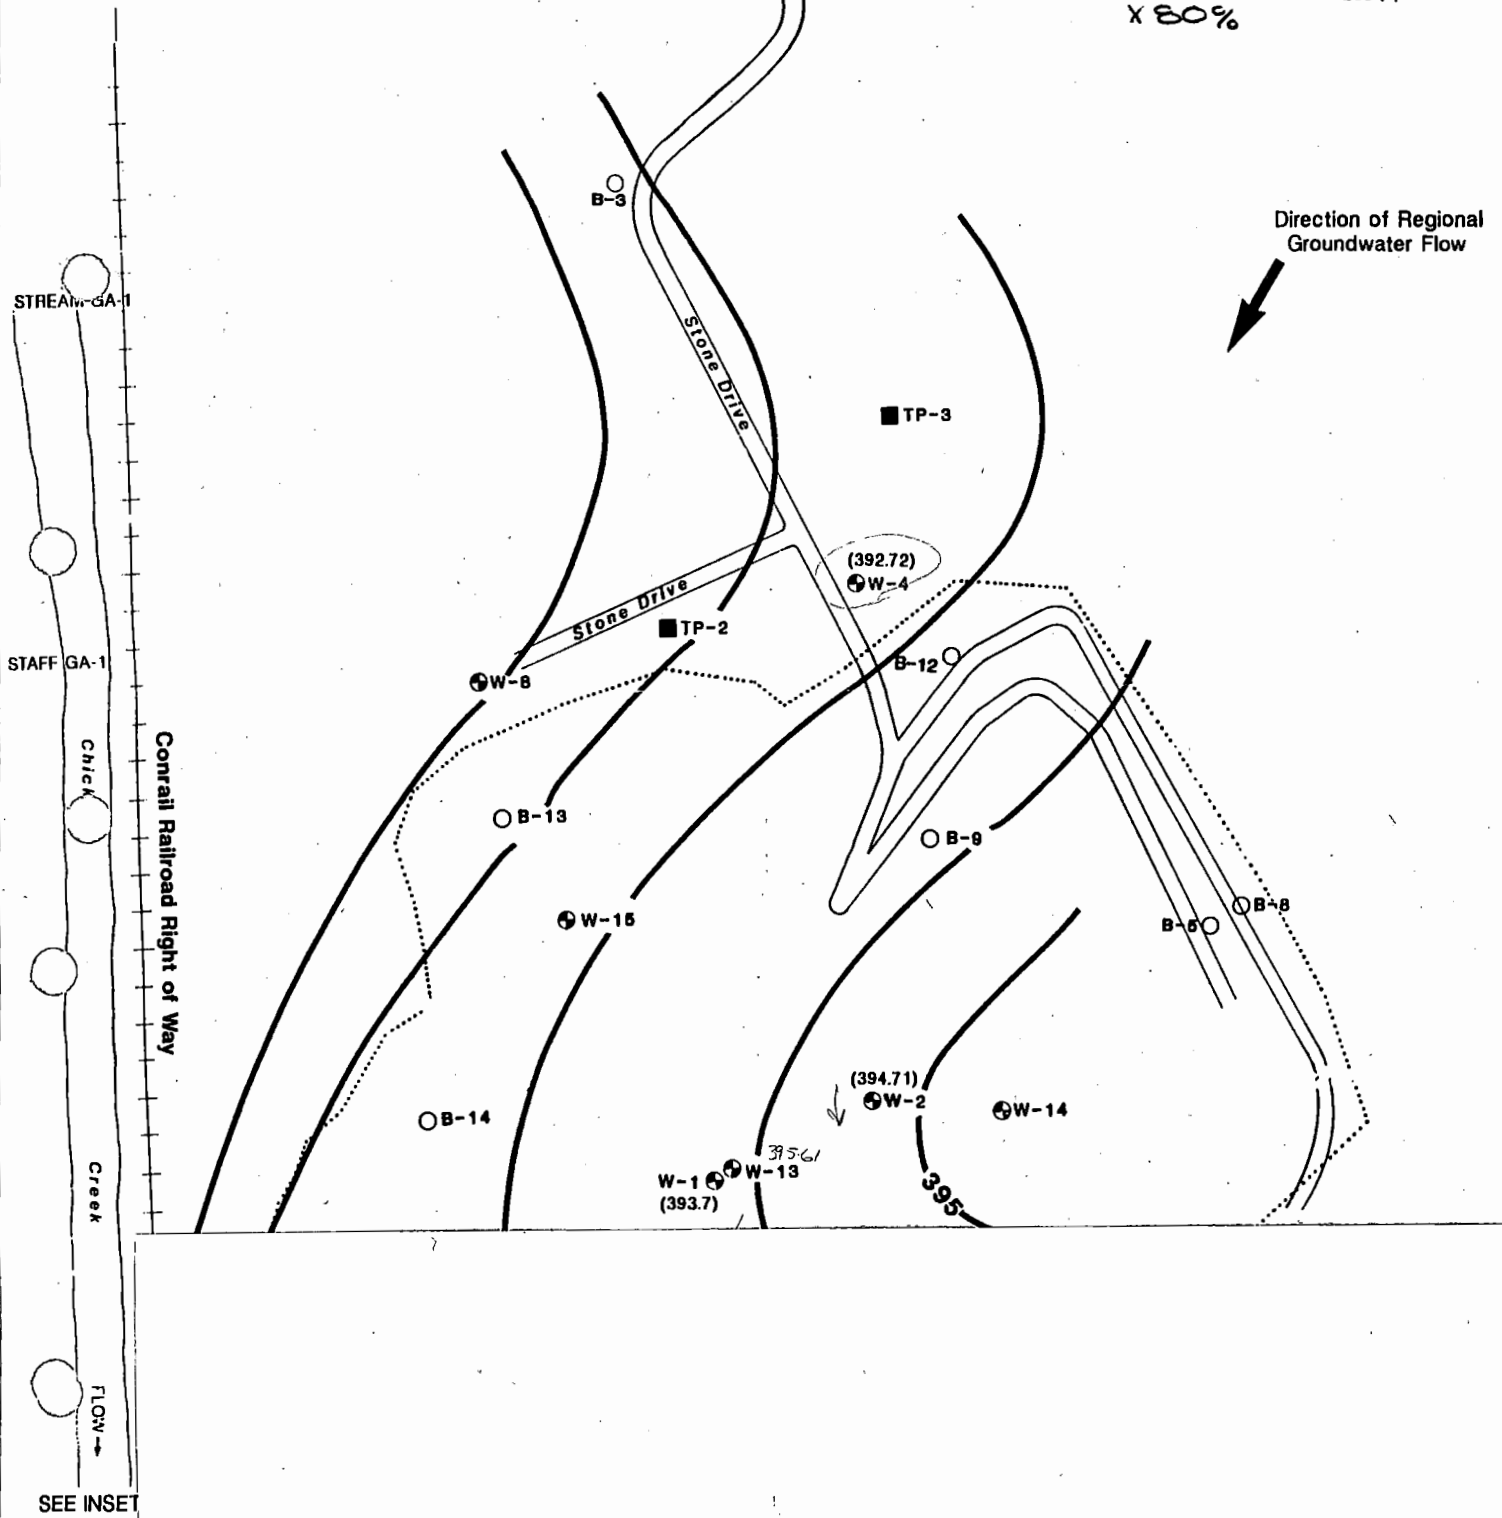 x 80%
Direction of Regional
Groundwater Flow
B-3
STREAM-GA-1
Stone Drive
TP-3
(392.72)
W-4
Stone Drive
TP-2
B-12
STAFF GA-1
W-8
Chick
Conrail Railroad Right of Way
B-13
B-9
W-15
B-5
B-8
(394.71)
W-2
W-14
B-14
395.61
W-13
W-1
(393.7)
395
Creek
FLOW
SEE INSET